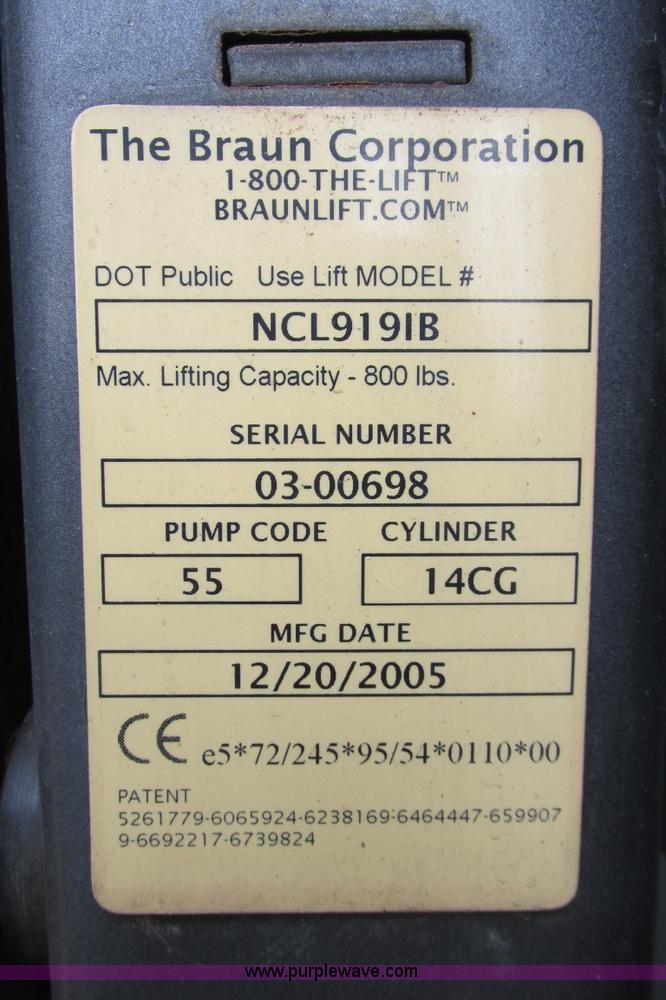 The Braun Corporation
1-800-THE-LIFT™
BRAUNLIFT.COM™
DOT Public Use Lift MODEL #
NCL919IB
Max. Lifting Capacity - 800 lbs.
SERIAL NUMBER
03-00698
PUMP CODE CYLINDER
55 14CG
MFG DATE
12/20/2005
CE e5*72/245*95/54*0110*00
PATENT
5261779-6065924-6238169-6464447-659907
9-6692217-6739824
www.purplewave.com